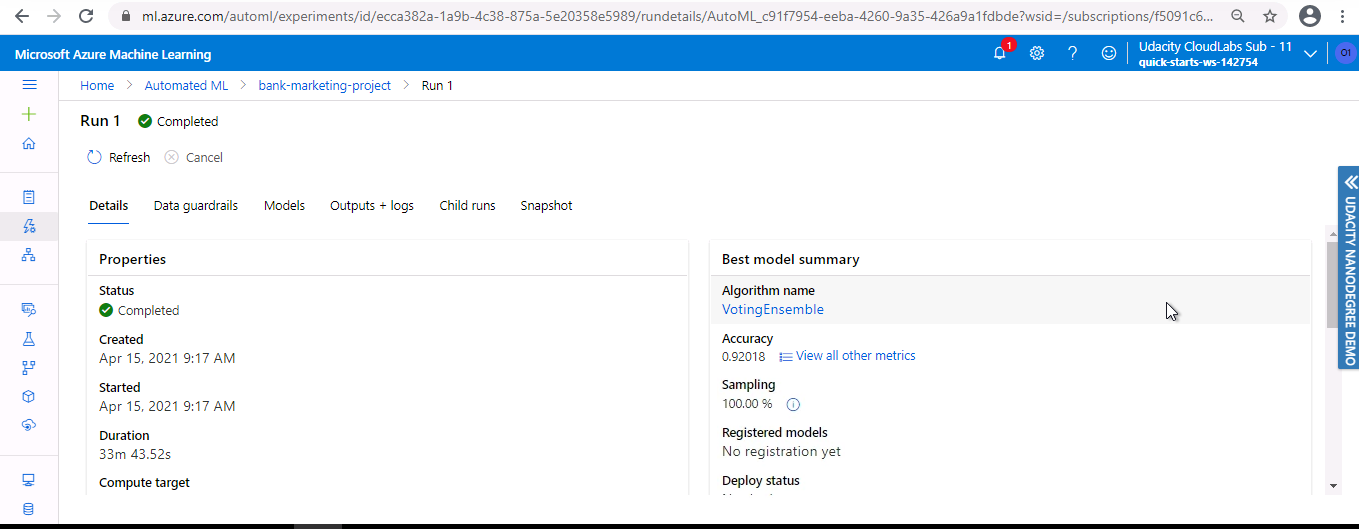 ml.azure.com/automl/experiments/id/ecca382a-1a9b-4c38-875a-5e20358e5989/rundetails/AutoML_c91f7954-eeba-4260-9a35-426a9a1fdbde?wsid=/subscriptions/f5091c6...
Microsoft Azure Machine Learning
1
Udacity CloudLabs Sub - 11
quick-starts-ws-142754
O1
Home > Automated ML > bank-marketing-project > Run 1
Run 1 Completed
Refresh Cancel
Details Data guardrails Models Outputs + logs Child runs Snapshot
Properties
Status
Completed
Created
Apr 15, 2021 9:17 AM
Started
Apr 15, 2021 9:17 AM
Duration
33m 43.52s
Compute target
Best model summary
Algorithm name
VotingEnsemble
Accuracy
0.92018 View all other metrics
Sampling
100.00 %
Registered models
No registration yet
Deploy status
UDACITY NANODEGREE DEMO